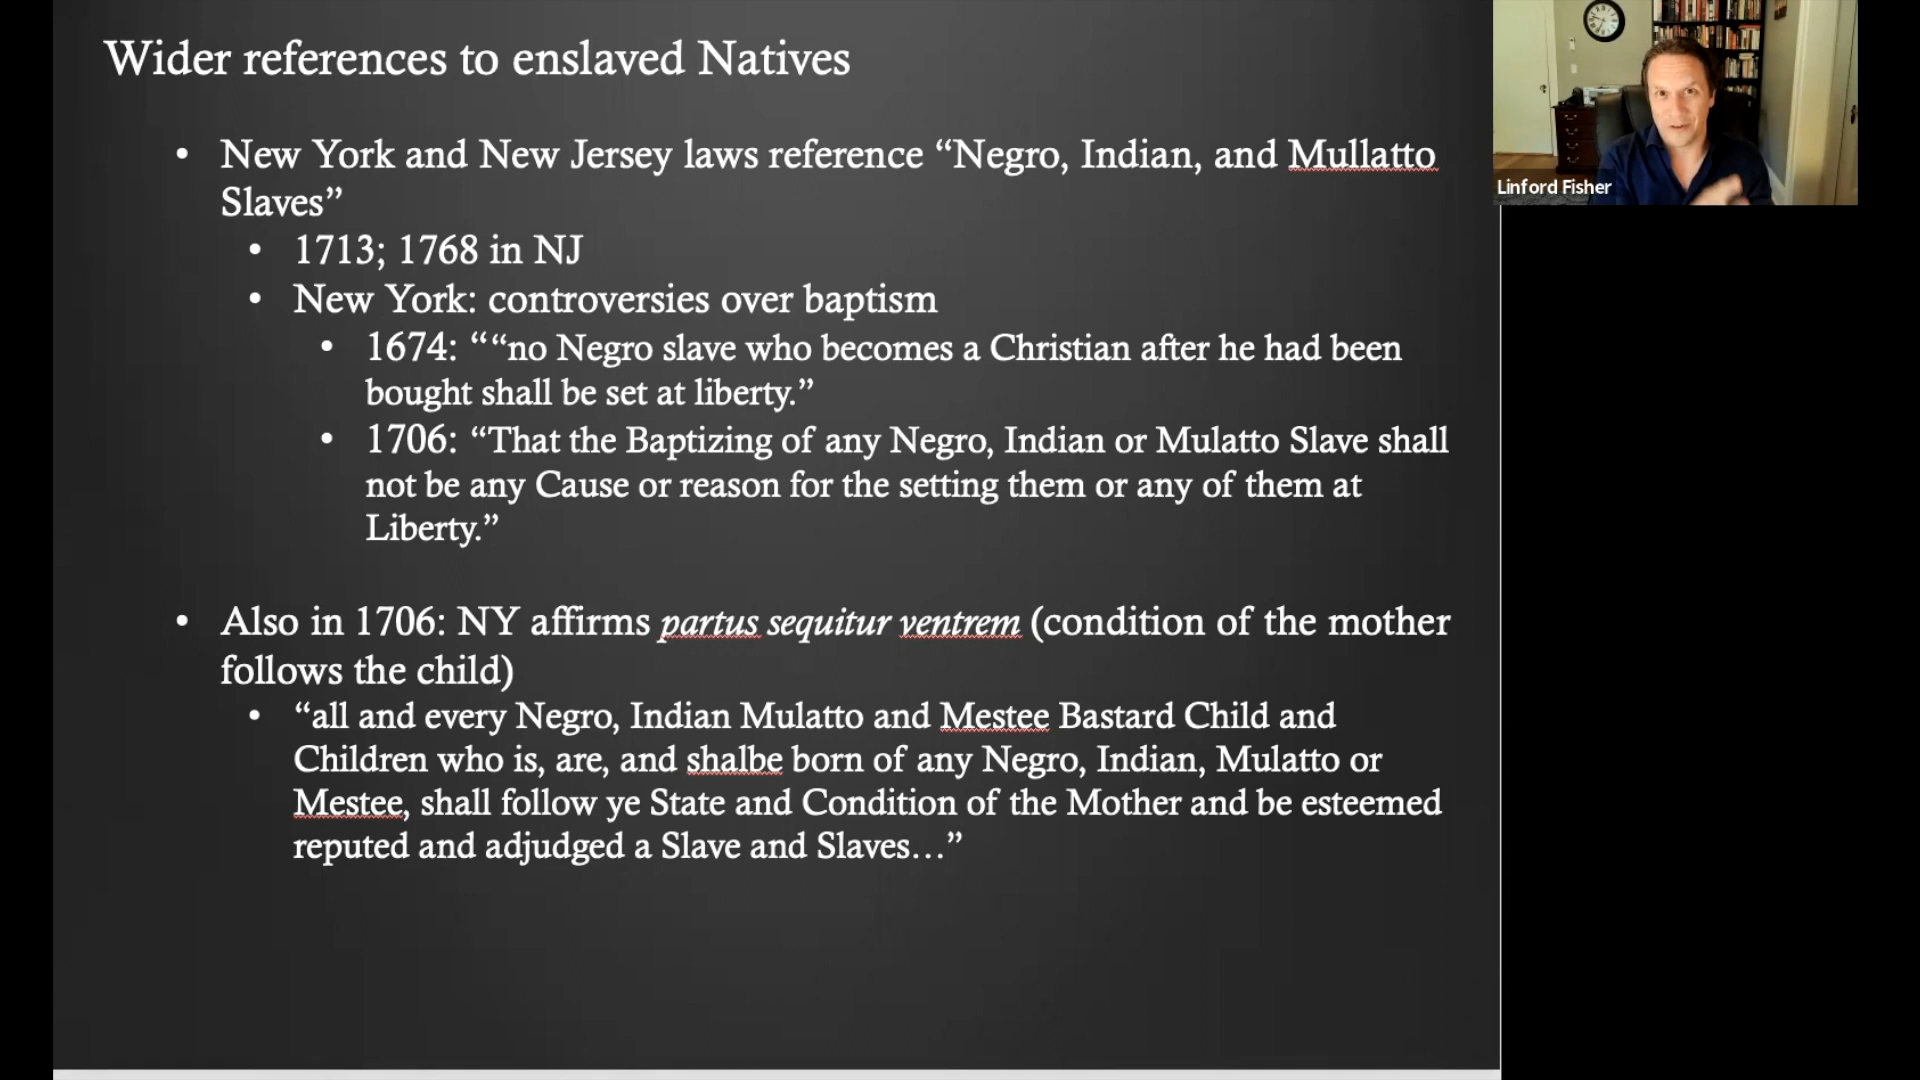 Wider references to enslaved Natives
• New York and New Jersey laws reference “Negro, Indian, and Mullatto
Slaves”
• 1713; 1768 in NJ
• New York: controversies over baptism
• 1674: ““no Negro slave who becomes a Christian after he had been
bought shall be set at liberty.”
• 1706: “That the Baptizing of any Negro, Indian or Mulatto Slave shall
not be any Cause or reason for the setting them or any of them at
Liberty.”
• Also in 1706: NY affirms partus sequitur ventrem (condition of the mother
follows the child)
• “all and every Negro, Indian Mulatto and Mestee Bastard Child and
Children who is, are, and shalbe born of any Negro, Indian, Mulatto or
Mestee, shall follow ye State and Condition of the Mother and be esteemed
reputed and adjudged a Slave and Slaves…”
Linford Fisher